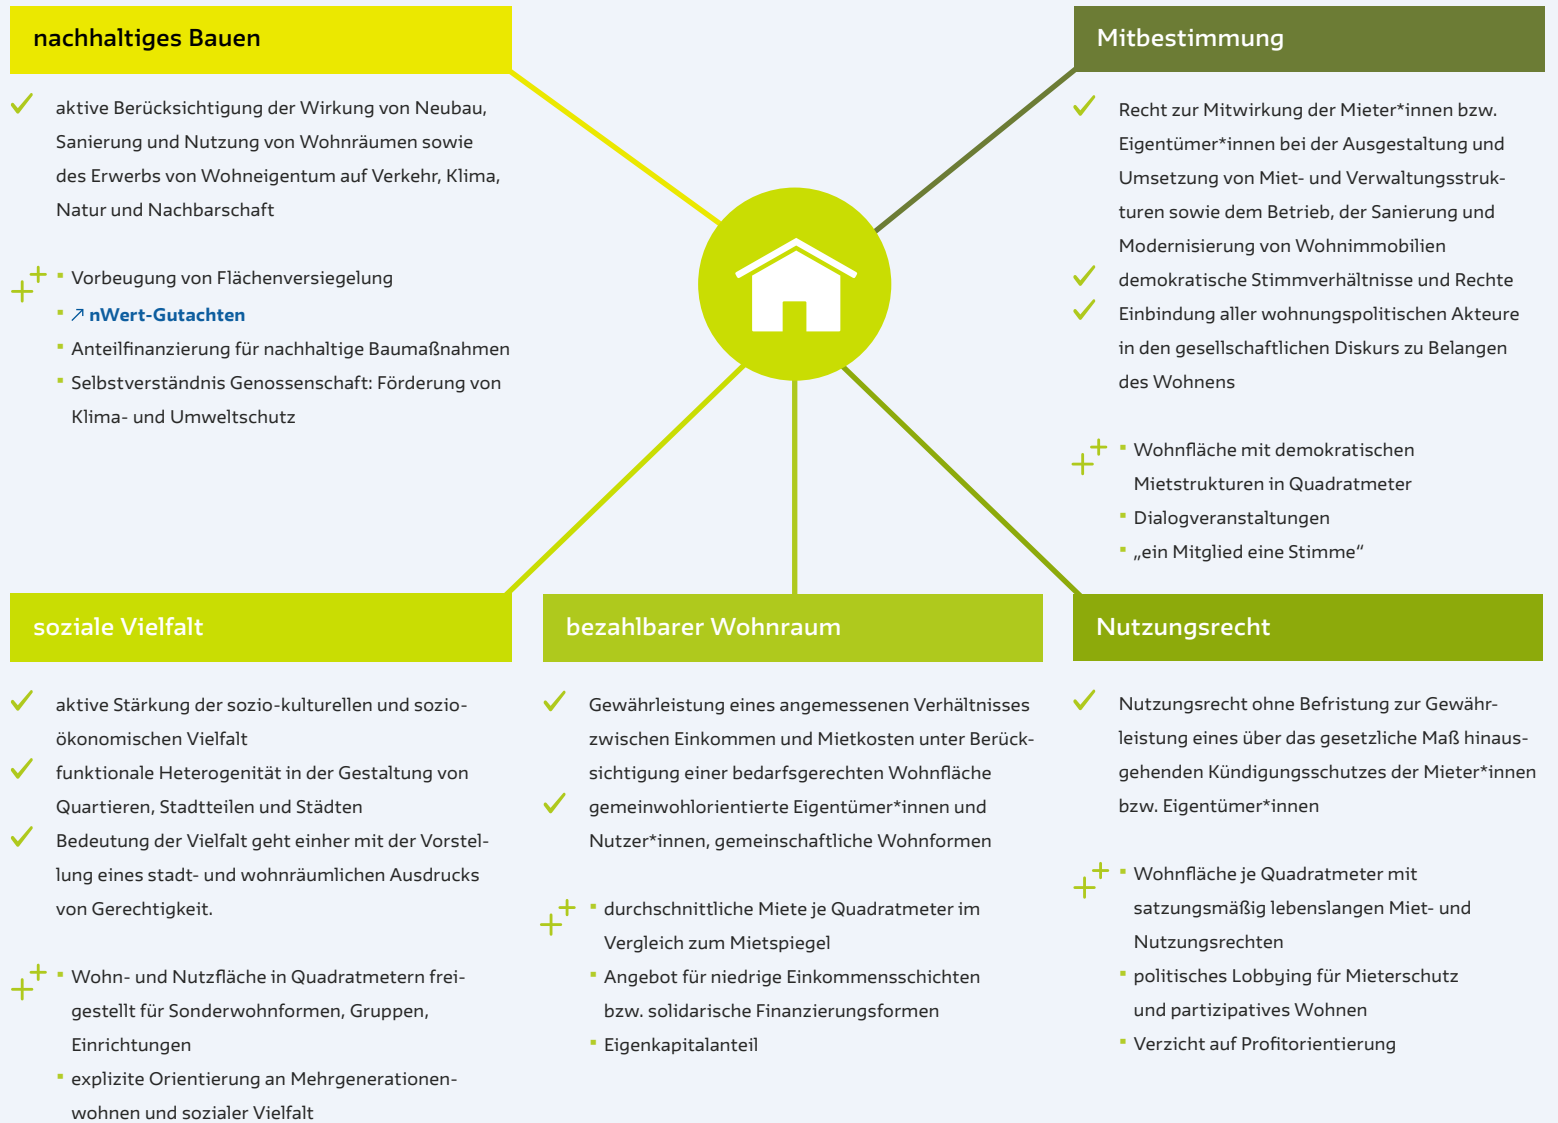 nachhaltiges Bauen
aktive Berücksichtigung der Wirkung von Neubau,
Sanierung und Nutzung von Wohnräumen sowie
des Erwerbs von Wohneigentum auf Verkehr, Klima,
Natur und Nachbarschaft
Vorbeugung von Flächenversiegelung
↗ nWert-Gutachten
Anteilfinanzierung für nachhaltige Baumaßnahmen
Selbstverständnis Genossenschaft: Förderung von
Klima- und Umweltschutz
Mitbestimmung
Recht zur Mitwirkung der Mieter*innen bzw.
Eigentümer*innen bei der Ausgestaltung und
Umsetzung von Miet- und Verwaltungsstruk-
turen sowie dem Betrieb, der Sanierung und
Modernisierung von Wohnimmobilien
demokratische Stimmverhältnisse und Rechte
Einbindung aller wohnungspolitischen Akteure
in den gesellschaftlichen Diskurs zu Belangen
des Wohnens
Wohnfläche mit demokratischen
Mietstrukturen in Quadratmeter
Dialogveranstaltungen
„ein Mitglied eine Stimme“
soziale Vielfalt
aktive Stärkung der sozio-kulturellen und sozio-
ökonomischen Vielfalt
funktionale Heterogenität in der Gestaltung von
Quartieren, Stadtteilen und Städten
Bedeutung der Vielfalt geht einher mit der Vorstel-
lung eines stadt- und wohnräumlichen Ausdrucks
von Gerechtigkeit.
Wohn- und Nutzfläche in Quadratmetern frei-
gestellt für Sonderwohnformen, Gruppen,
Einrichtungen
explizite Orientierung an Mehrgenerationen-
wohnen und sozialer Vielfalt
bezahlbarer Wohnraum
Gewährleistung eines angemessenen Verhältnisses
zwischen Einkommen und Mietkosten unter Berück-
sichtigung einer bedarfsgerechten Wohnfläche
gemeinwohlorientierte Eigentümer*innen und
Nutzer*innen, gemeinschaftliche Wohnformen
durchschnittliche Miete je Quadratmeter im
Vergleich zum Mietspiegel
Angebot für niedrige Einkommensschichten
bzw. solidarische Finanzierungsformen
Eigenkapitalanteil
Nutzungsrecht
Nutzungsrecht ohne Befristung zur Gewähr-
leistung eines über das gesetzliche Maß hinaus-
gehenden Kündigungsschutzes der Mieter*innen
bzw. Eigentümer*innen
Wohnfläche je Quadratmeter mit
satzungsmäßig lebenslangen Miet- und
Nutzungsrechten
politisches Lobbying für Mieterschutz
und partizipatives Wohnen
Verzicht auf Profitorientierung